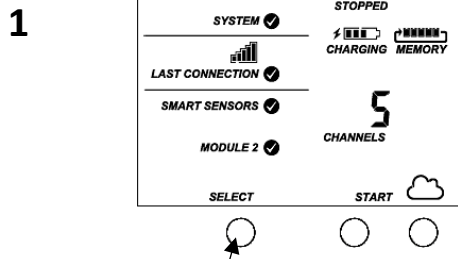 1
STOPPED
SYSTEM
CHARGING MEMORY
LAST CONNECTION
SMART SENSORS
5
CHANNELS
MODULE 2
SELECT START